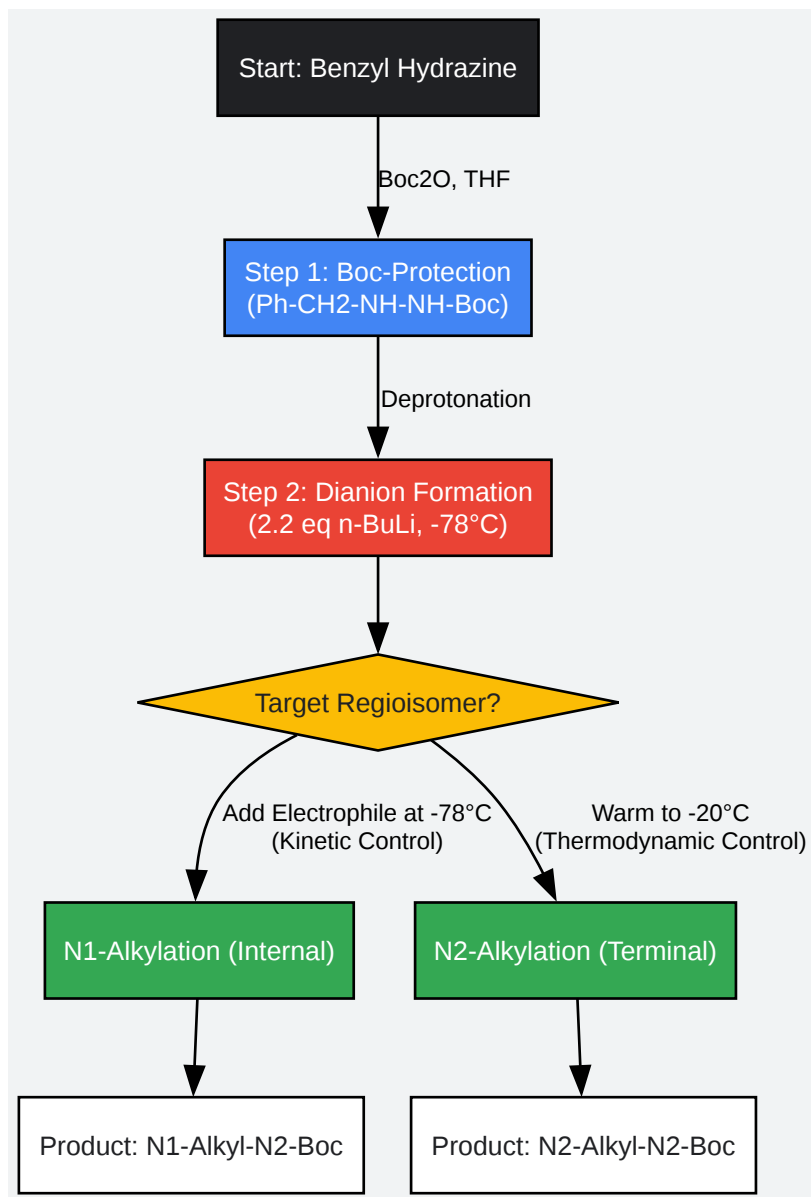 Start: Benzyl Hydrazine
Boc2O, THF
Step 1: Boc-Protection
(Ph-CH2-NH-NH-Boc)
Deprotonation
Step 2: Dianion Formation
(2.2 eq n-BuLi, -78°C)
Target Regioisomer?
Add Electrophile at -78°C
(Kinetic Control)
Warm to -20°C
(Thermodynamic Control)
N1-Alkylation (Internal)
N2-Alkylation (Terminal)
Product: N1-Alkyl-N2-Boc
Product: N2-Alkyl-N2-Boc